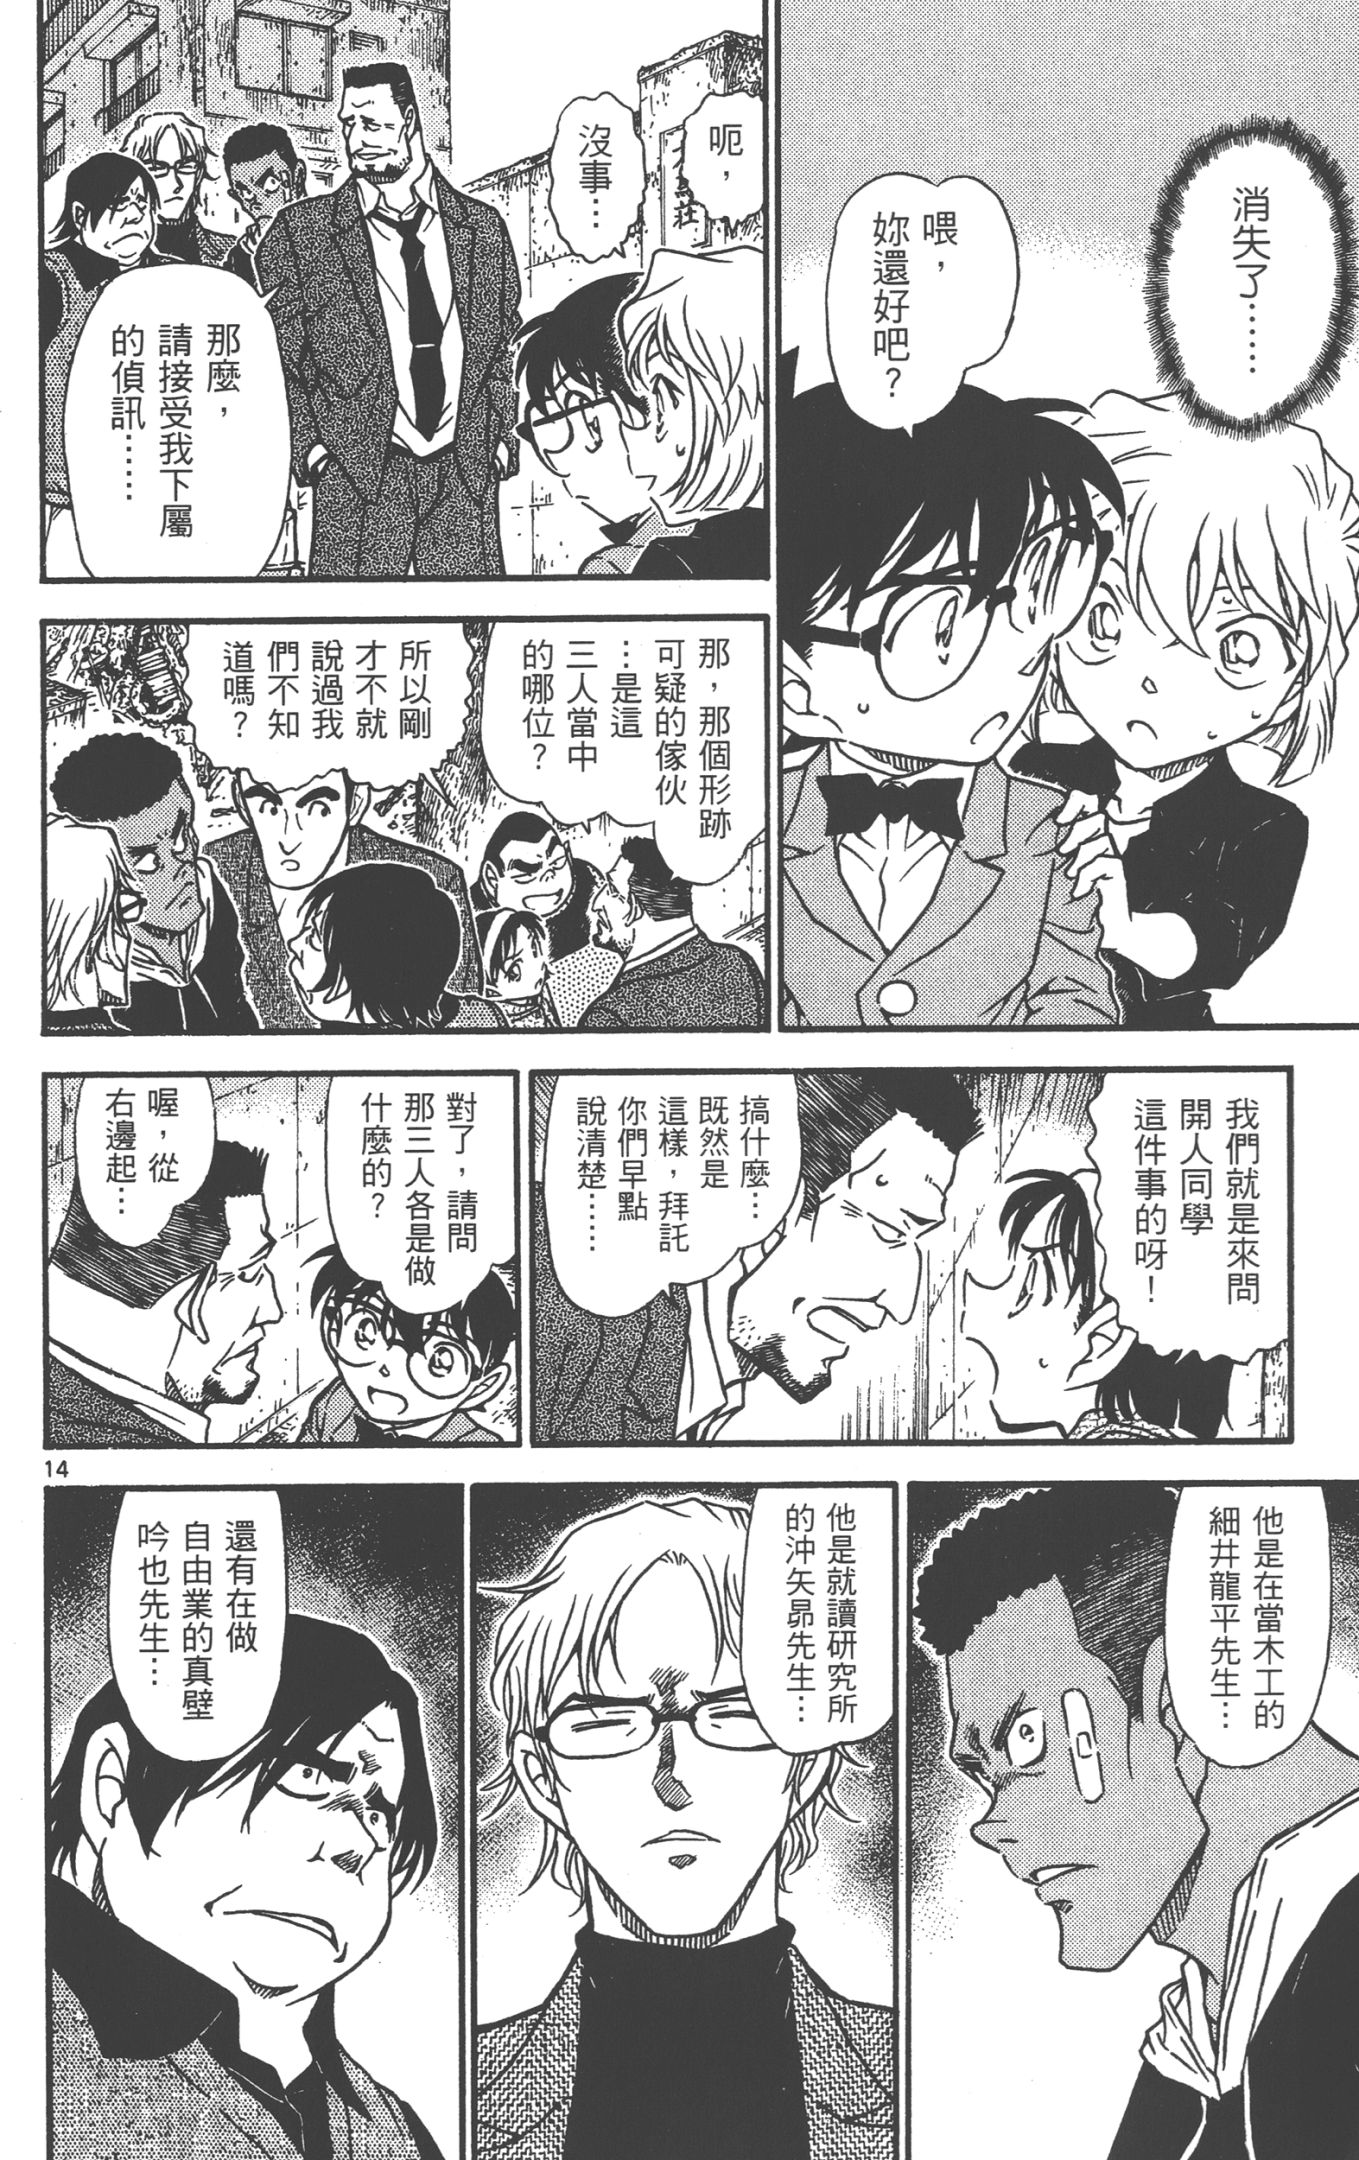 消失了……
喂，
妳還好吧？
呃，
沒事…
莊
那麼，
請接受我下屬
的偵訊……
那，那個形跡
可疑的傢伙
…是這
三人當中
的哪位？
所以剛
才不就
說過我
們不知
道嗎？
我們就是來問
開人同學
這件事的呀！
搞什麼…
既然是
這樣，拜託
你們早點
說清楚……
對了，請問
那三人各是做
什麼的？
喔，從
右邊起…
14
他是在當木工的
細井龍平先生…
他是就讀研究所
的沖矢昴先生…
還有在做
自由業的真壁
吟也先生…